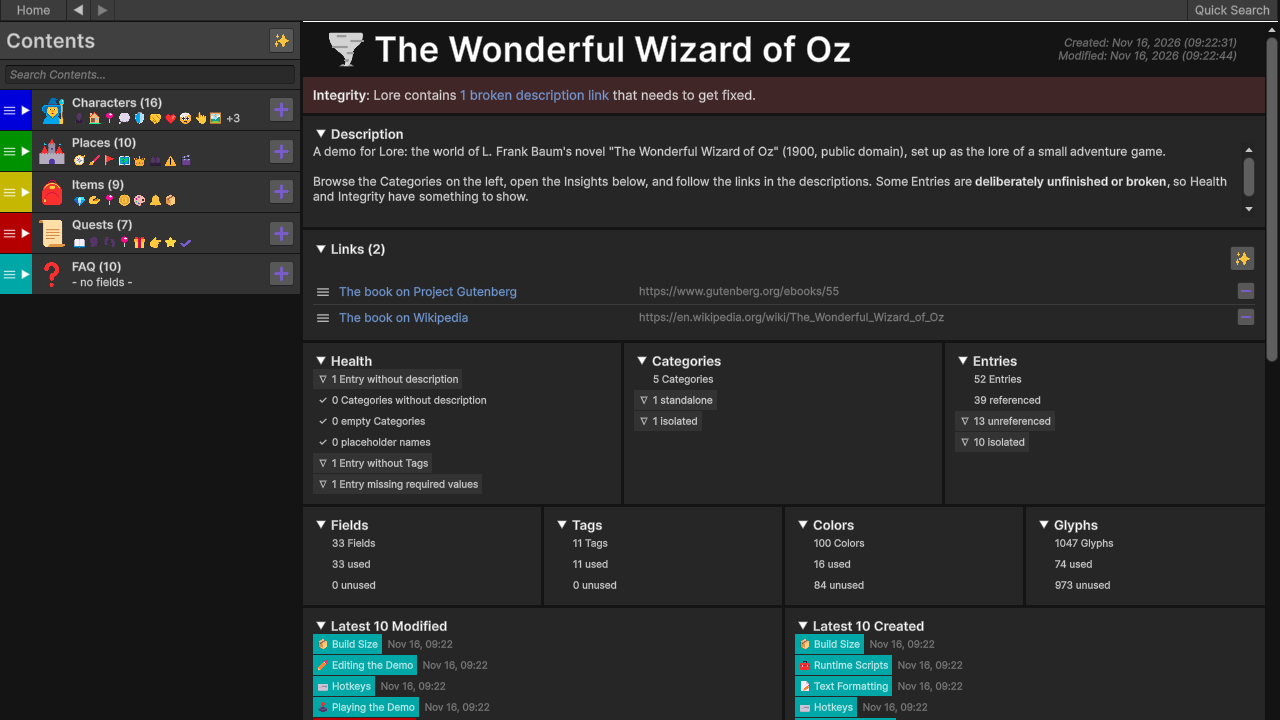 Home
Quick Search
Contents
Search Contents...
Characters (16)
+3
Places (10)
Items (9)
Quests (7)
FAQ (10)
- no fields -
The Wonderful Wizard of Oz
Created: Nov 16, 2026 (09:22:31)
Modified: Nov 16, 2026 (09:22:44)
Integrity: Lore contains 1 broken description link that needs to get fixed.
Description
A demo for Lore: the world of L. Frank Baum's novel "The Wonderful Wizard of Oz" (1900, public domain), set up as the lore of a small adventure game.
Browse the Categories on the left, open the Insights below, and follow the links in the descriptions. Some Entries are deliberately unfinished or broken, so Health
and Integrity have something to show.
Links (2)
The book on Project Gutenberg https://www.gutenberg.org/ebooks/55
The book on Wikipedia https://en.wikipedia.org/wiki/The_Wonderful_Wizard_of_Oz
Health
1 Entry without description
0 Categories without description
0 empty Categories
0 placeholder names
1 Entry without Tags
1 Entry missing required values
Categories
5 Categories
1 standalone
1 isolated
Entries
52 Entries
39 referenced
13 unreferenced
10 isolated
Fields
33 Fields
33 used
0 unused
Tags
11 Tags
11 used
0 unused
Colors
100 Colors
16 used
84 unused
Glyphs
1047 Glyphs
74 used
973 unused
Latest 10 Modified
Build Size Nov 16, 09:22
Editing the Demo Nov 16, 09:22
Hotkeys Nov 16, 09:22
Playing the Demo Nov 16, 09:22
Latest 10 Created
Build Size Nov 16, 09:22
Runtime Scripts Nov 16, 09:22
Text Formatting Nov 16, 09:22
Hotkeys Nov 16, 09:22